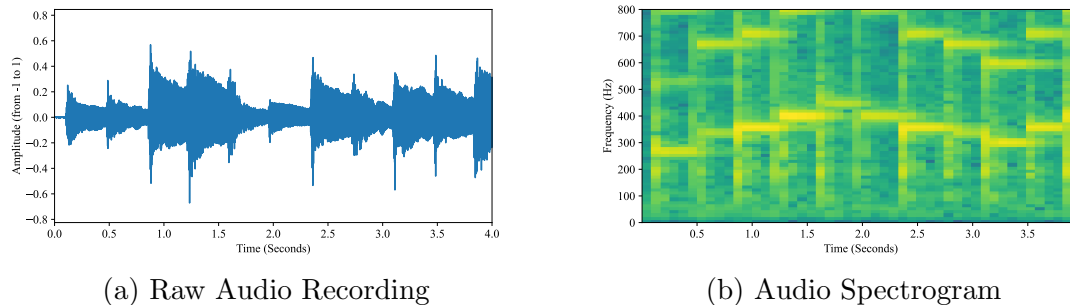 0.8
0.6
0.4
0.2
0.0
−0.2
−0.4
−0.6
−0.8
Amplitude (from -1 to 1)
0.0 0.5 1.0 1.5 2.0 2.5 3.0 3.5 4.0
Time (Seconds)
(a) Raw Audio Recording
800
700
600
500
400
300
200
100
0
Frequency (Hz)
0.5 1.0 1.5 2.0 2.5 3.0 3.5
Time (Seconds)
(b) Audio Spectrogram